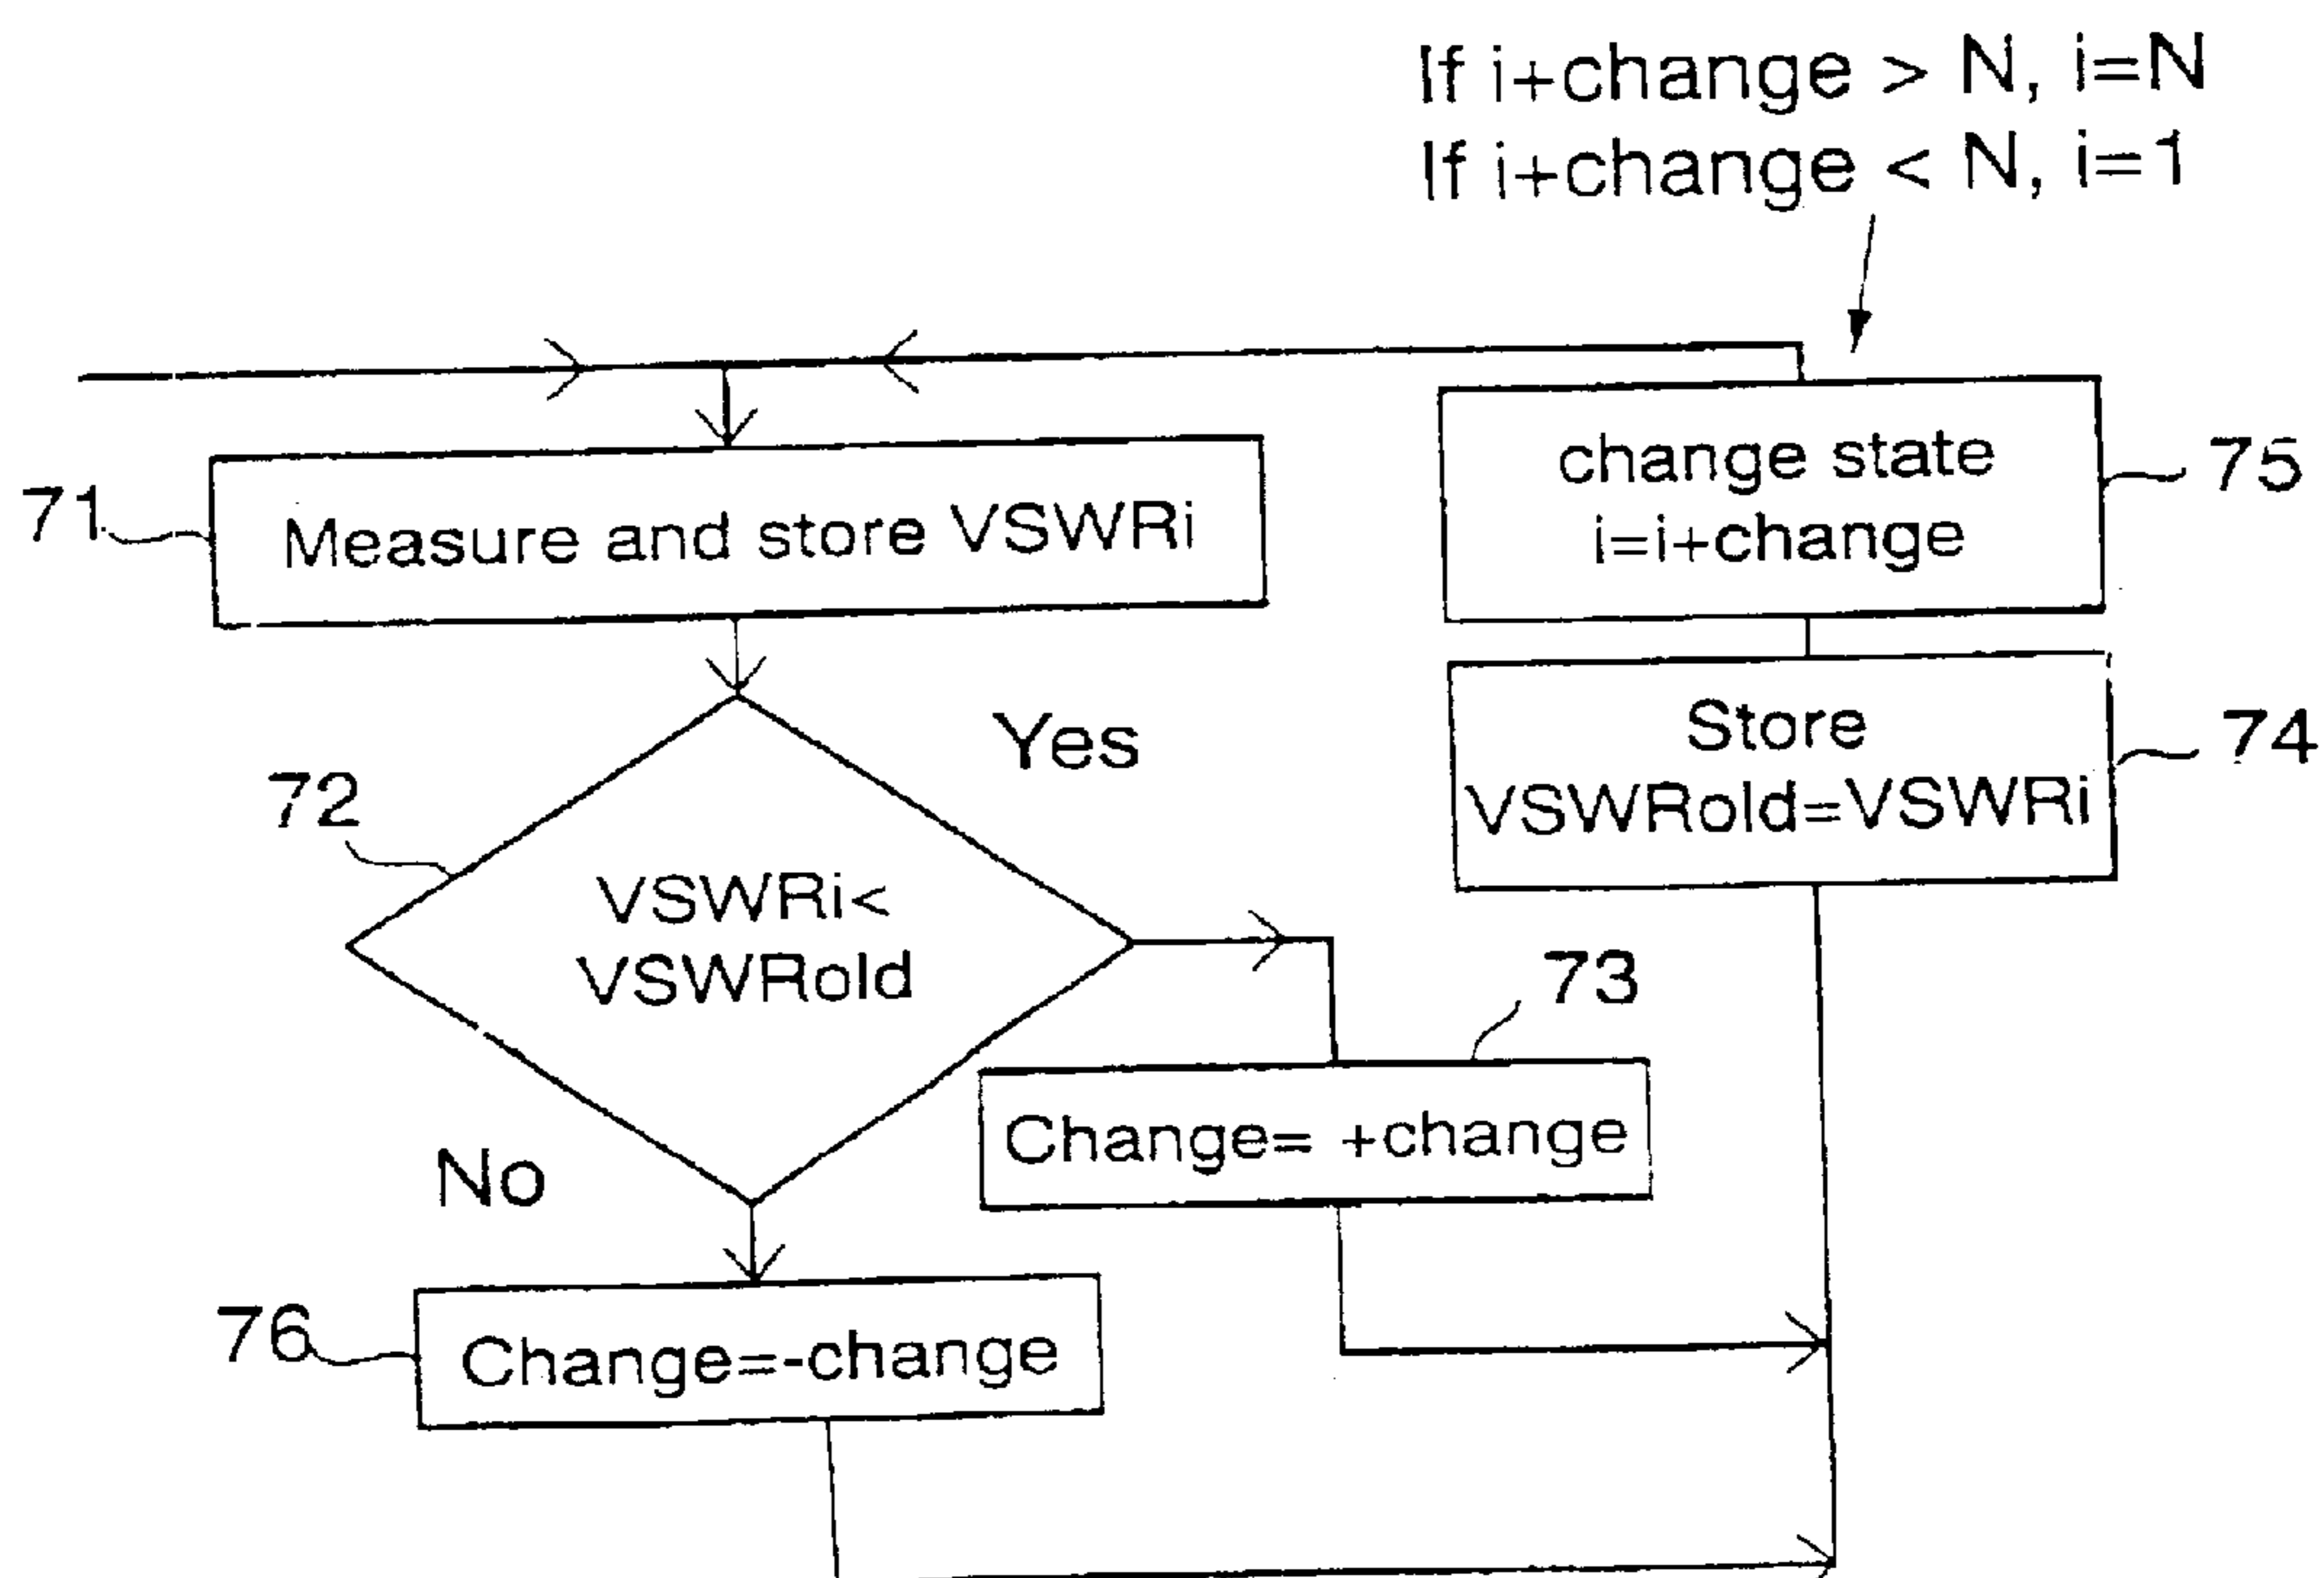 If i+change > N, i=N
If i+change < N, i=1
71
Measure and store VSWRi
change state
i=i+change
75
Store
VSWRold=VSWRi
74
Yes
72
VSWRi<
VSWRold
73
Change= +change
No
76
Change=-change